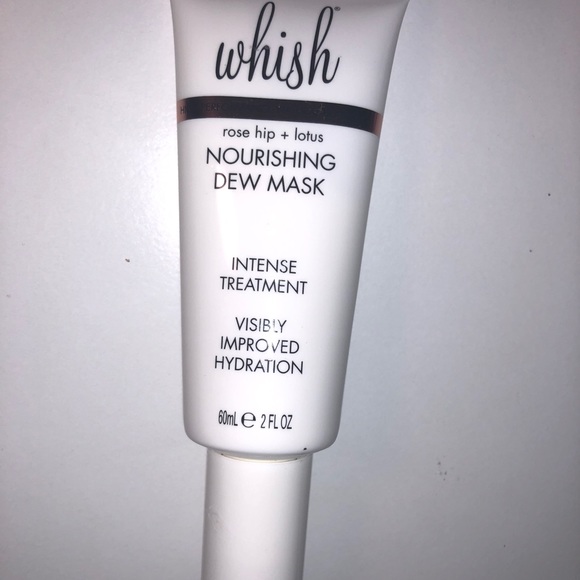 whish®
rose hip + lotus
NOURISHING
DEW MASK
INTENSE
TREATMENT
VISIBLY
IMPROVED
HYDRATION
60mL ℮ 2 FL OZ